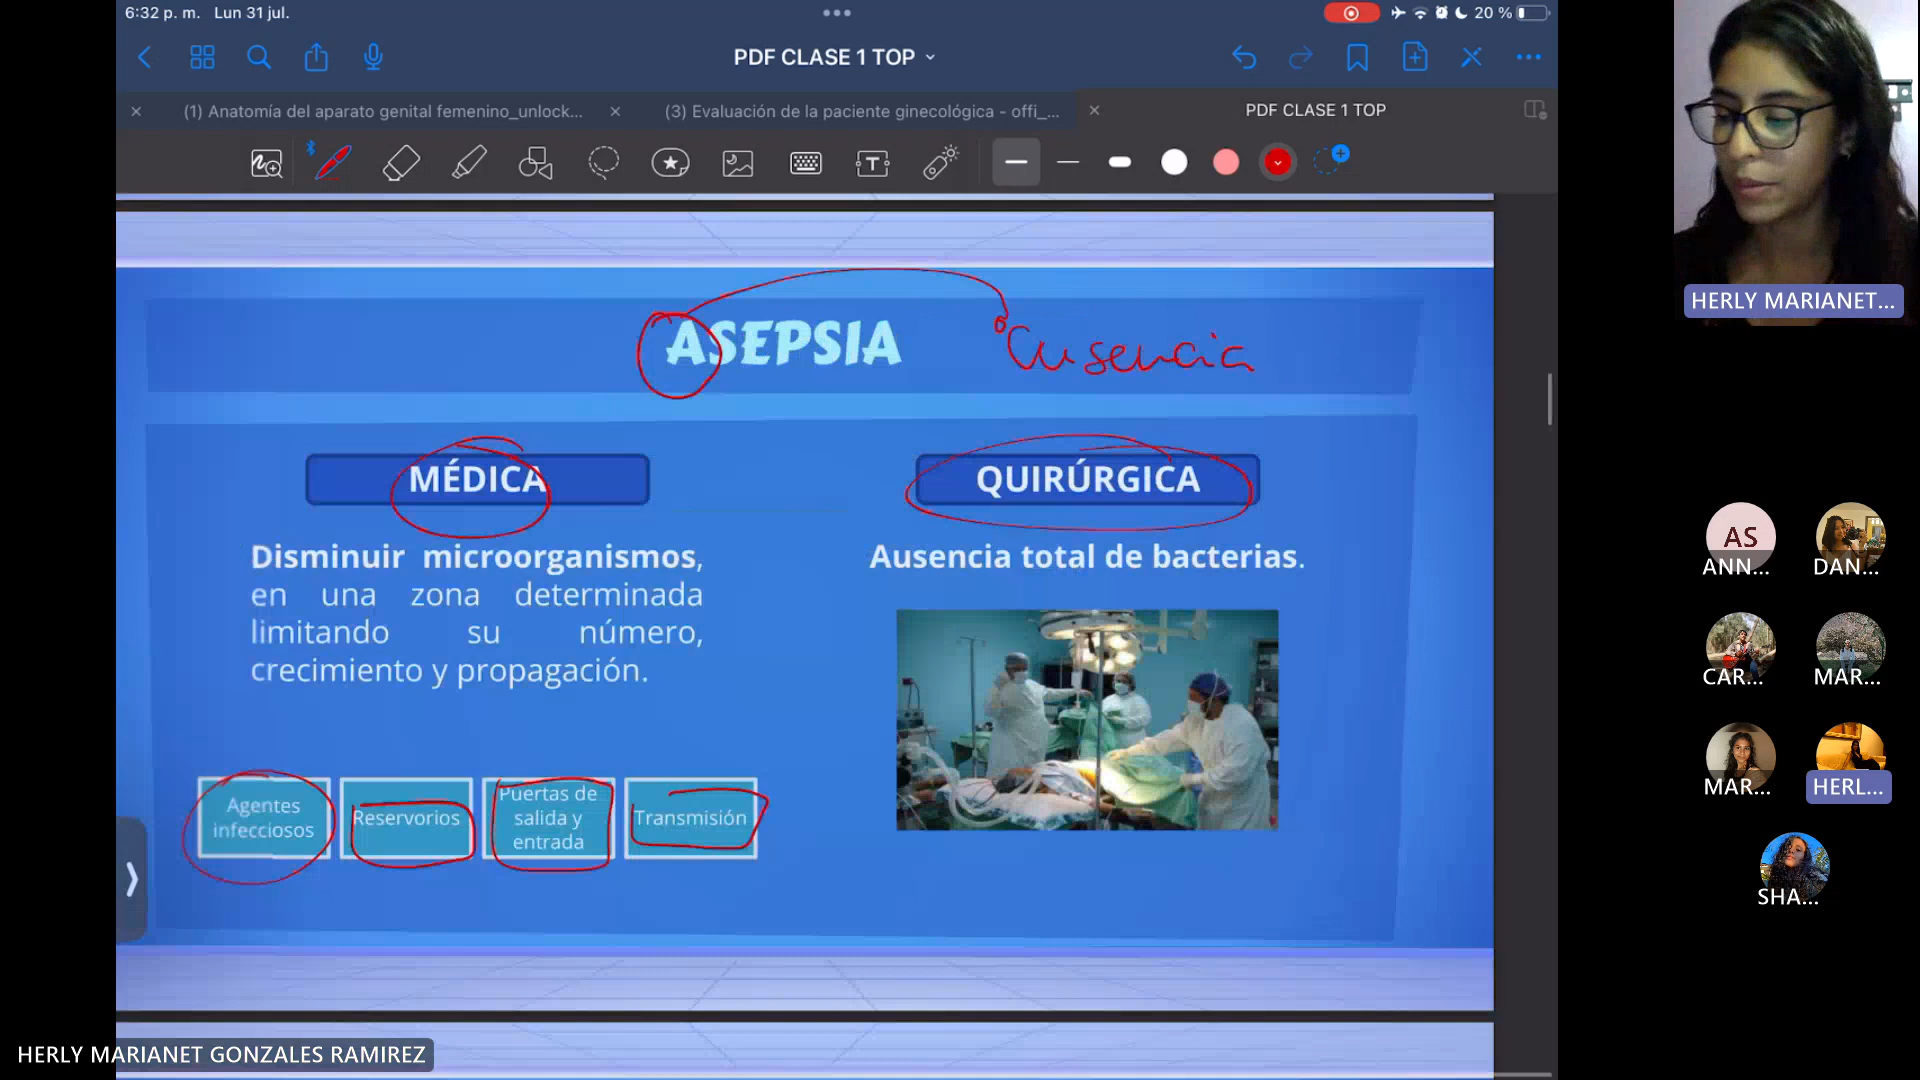 6:32 p. m. Lun 31 jul.
20 %
PDF CLASE 1 TOP
(1) Anatomía del aparato genital femenino_unlock...
(3) Evaluación de la paciente ginecológica - offi_...
PDF CLASE 1 TOP
T
HERLY MARIANET...
ASEPSIA
Ausencia
MÉDICA
QUIRÚRGICA
Disminuir microorganismos,
en una zona determinada
limitando su número,
crecimiento y propagación.
Ausencia total de bacterias.
Agentes
infecciosos
Reservorios
Puertas de
salida y
entrada
Transmisión
AS
ANN...
DAN...
CAR...
MAR...
MAR...
HERL...
SHA...
HERLY MARIANET GONZALES RAMIREZ